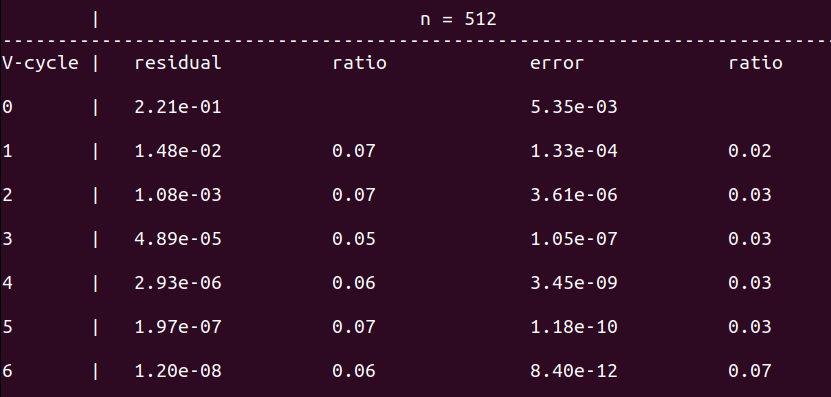 | n = 512
--------------------------------------------------------------------------
V-cycle | residual ratio error ratio
0 | 2.21e-01 5.35e-03
1 | 1.48e-02 0.07 1.33e-04 0.02
2 | 1.08e-03 0.07 3.61e-06 0.03
3 | 4.89e-05 0.05 1.05e-07 0.03
4 | 2.93e-06 0.06 3.45e-09 0.03
5 | 1.97e-07 0.07 1.18e-10 0.03
6 | 1.20e-08 0.06 8.40e-12 0.07